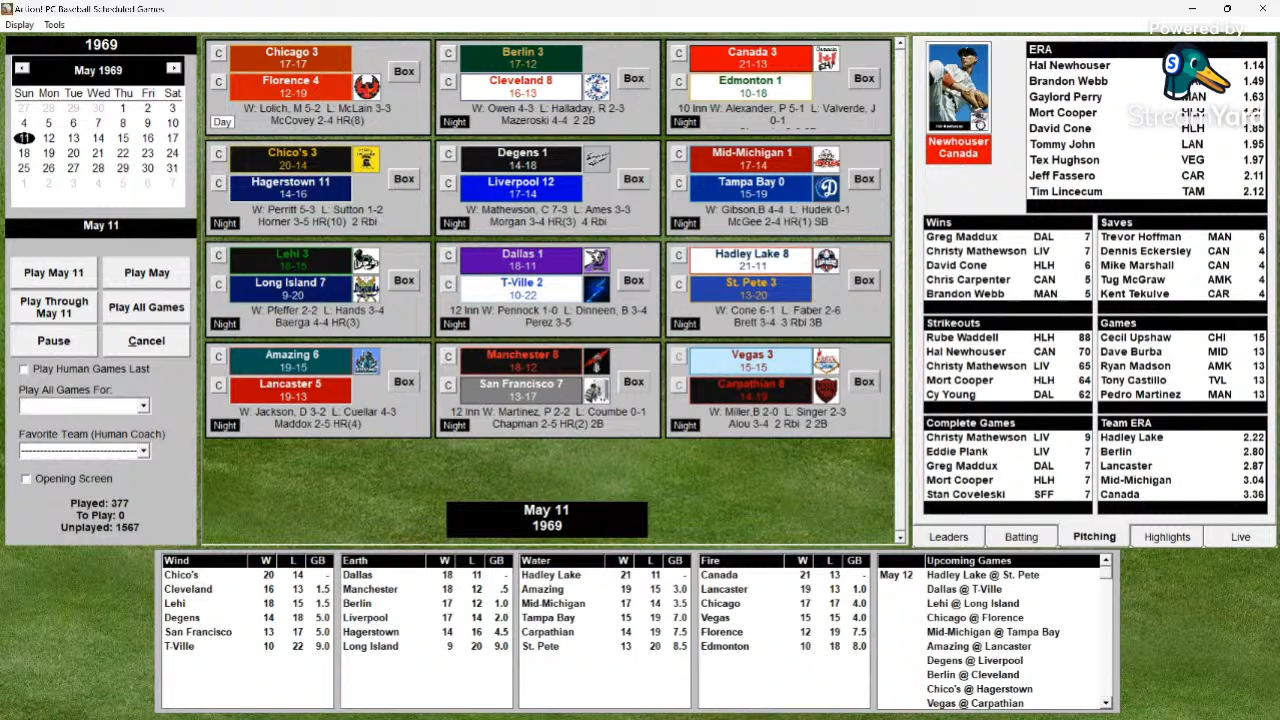 Action! PC Baseball Scheduled Games
Display Tools
Powered by
StreamYard
1969
May 1969
Sun Mon Tue Wed Thu Fri Sat
27 28 29 30 1 2 3
4 5 6 7 8 9 10
11 12 13 14 15 16 17
18 19 20 21 22 23 24
25 26 27 28 29 30 31
1 2 3 4 5 6 7
May 11
Play May 11 Play May
Play Through May 11 Play All Games
Pause Cancel
Play Human Games Last
Play All Games For:
Favorite Team (Human Coach)
Opening Screen
Played: 377
To Play: 0
Unplayed: 1567
C Chicago 3
17-17
C Florence 4
12-19
Box
W: Lolich, M 5-2 L: McLain 3-3
Day McCovey 2-4 HR(8)
C Berlin 3
17-12
C Cleveland 8
16-13
Box
W: Owen 4-3 L: Halladay, R 2-3
Night Mazeroski 4-4 2 2B
C Canada 3
21-13
C Edmonton 1
10-18
Box
10 Inn W: Alexander, P 5-1 L: Valverde, J
Night 0-1
C Chico's 3
20-14
C Hagerstown 11
14-16
Box
W: Perritt 5-3 L: Sutton 1-2
Night Horner 3-5 HR(10) 2 Rbi
C Degens 1
14-18
C Liverpool 12
17-14
Box
W: Mathewson, C 7-3 L: Ames 3-3
Night Morgan 3-4 HR(3) 4 Rbi
C Mid-Michigan 1
17-14
C Tampa Bay 0
15-19
Box
W: Gibson,B 4-4 L: Hudek 0-1
Night McGee 2-4 HR(1) SB
C Lehi 3
18-15
C Long Island 7
9-20
Box
W: Pfeffer 2-2 L: Hands 3-4
Night Baerga 4-4 HR(3)
C Dallas 1
18-11
C T-Ville 2
10-22
Box
12 Inn W: Pennock 1-0 L: Dinneen, B 3-4
Night Perez 3-5
C Hadley Lake 8
21-11
C St. Pete 3
13-20
Box
W: Cone 6-1 L: Faber 2-6
Night Brett 3-4 3 Rbi 3B
C Amazing 6
19-15
C Lancaster 5
19-13
Box
W: Jackson, D 3-2 L: Cuellar 4-3
Night Maddox 2-5 HR(4)
C Manchester 8
18-12
C San Francisco 7
13-17
Box
12 Inn W: Martinez, P 2-2 L: Coumbe 0-1
Night Chapman 2-5 HR(2) 2B
C Vegas 3
15-15
C Carpathian 8
14-19
Box
W: Miller,B 2-0 L: Singer 2-3
Night Alou 3-4 2 Rbi 2 2B
May 11
1969
Newhouser
Canada
ERA
Hal Newhouser 1.14
Brandon Webb 1.49
Gaylord Perry MAN 1.63
Mort Cooper HLH
David Cone HLH 1.85
Tommy John LAN 1.95
Tex Hughson VEG 1.97
Jeff Fassero CAR 2.11
Tim Lincecum TAM 2.12
Wins
Greg Maddux DAL 7
Christy Mathewson LIV 7
David Cone HLH 6
Chris Carpenter CAN 5
Brandon Webb MAN 5
Saves
Trevor Hoffman MAN 6
Dennis Eckersley CAN 4
Mike Marshall CAN 4
Tug McGraw AMK 4
Kent Tekulve CAR 4
Strikeouts
Rube Waddell HLH 88
Hal Newhouser CAN 70
Christy Mathewson LIV 65
Mort Cooper HLH 64
Cy Young DAL 62
Games
Cecil Upshaw CHI 15
Dave Burba MID 13
Ryan Madson AMK 13
Tony Castillo TVL 13
Pedro Martinez MAN 13
Complete Games
Christy Mathewson LIV 9
Eddie Plank LIV 7
Greg Maddux DAL 7
Mort Cooper HLH 7
Stan Coveleski SFF 7
Team ERA
Hadley Lake 2.22
Berlin 2.80
Lancaster 2.87
Mid-Michigan 3.04
Canada 3.36
Leaders Batting Pitching Highlights Live
Wind W L GB
Chico's 20 14 -
Cleveland 16 13 1.5
Lehi 18 15 1.5
Degens 14 18 5.0
San Francisco 13 17 5.0
T-Ville 10 22 9.0
Earth W L GB
Dallas 18 11 -
Manchester 18 12 .5
Berlin 17 12 1.0
Liverpool 17 14 2.0
Hagerstown 14 16 4.5
Long Island 9 20 9.0
Water W L GB
Hadley Lake 21 11 -
Amazing 19 15 3.0
Mid-Michigan 17 14 3.5
Tampa Bay 15 19 7.0
Carpathian 14 19 7.5
St. Pete 13 20 8.5
Fire W L GB
Canada 21 13 -
Lancaster 19 13 1.0
Chicago 17 17 4.0
Vegas 15 15 4.0
Florence 12 19 7.5
Edmonton 10 18 8.0
Upcoming Games
May 12 Hadley Lake @ St. Pete
Dallas @ T-Ville
Lehi @ Long Island
Chicago @ Florence
Mid-Michigan @ Tampa Bay
Amazing @ Lancaster
Degens @ Liverpool
Berlin @ Cleveland
Chico's @ Hagerstown
Vegas @ Carpathian